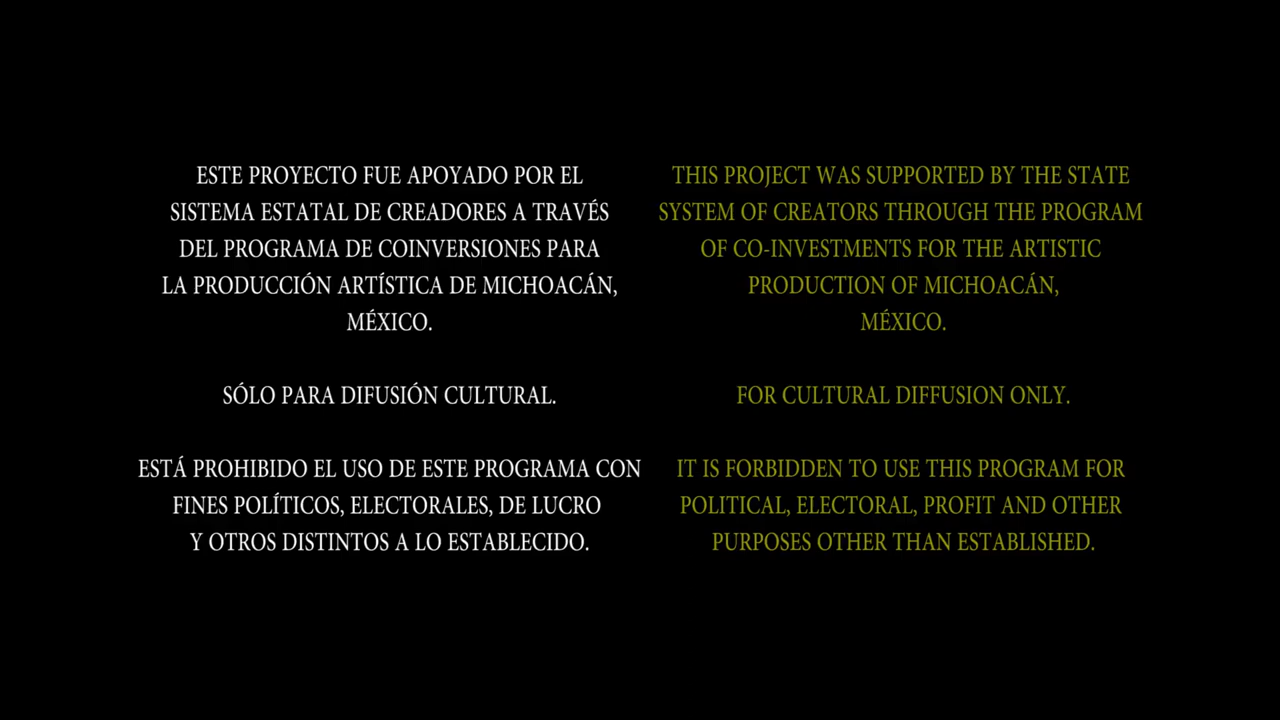 ESTE PROYECTO FUE APOYADO POR EL
SISTEMA ESTATAL DE CREADORES A TRAVÉS
DEL PROGRAMA DE COINVERSIONES PARA
LA PRODUCCIÓN ARTÍSTICA DE MICHOACÁN,
MÉXICO.
SÓLO PARA DIFUSIÓN CULTURAL.
ESTÁ PROHIBIDO EL USO DE ESTE PROGRAMA CON
FINES POLÍTICOS, ELECTORALES, DE LUCRO
Y OTROS DISTINTOS A LO ESTABLECIDO.
THIS PROJECT WAS SUPPORTED BY THE STATE
SYSTEM OF CREATORS THROUGH THE PROGRAM
OF CO-INVESTMENTS FOR THE ARTISTIC
PRODUCTION OF MICHOACÁN,
MÉXICO.
FOR CULTURAL DIFFUSION ONLY.
IT IS FORBIDDEN TO USE THIS PROGRAM FOR
POLITICAL, ELECTORAL, PROFIT AND OTHER
PURPOSES OTHER THAN ESTABLISHED.